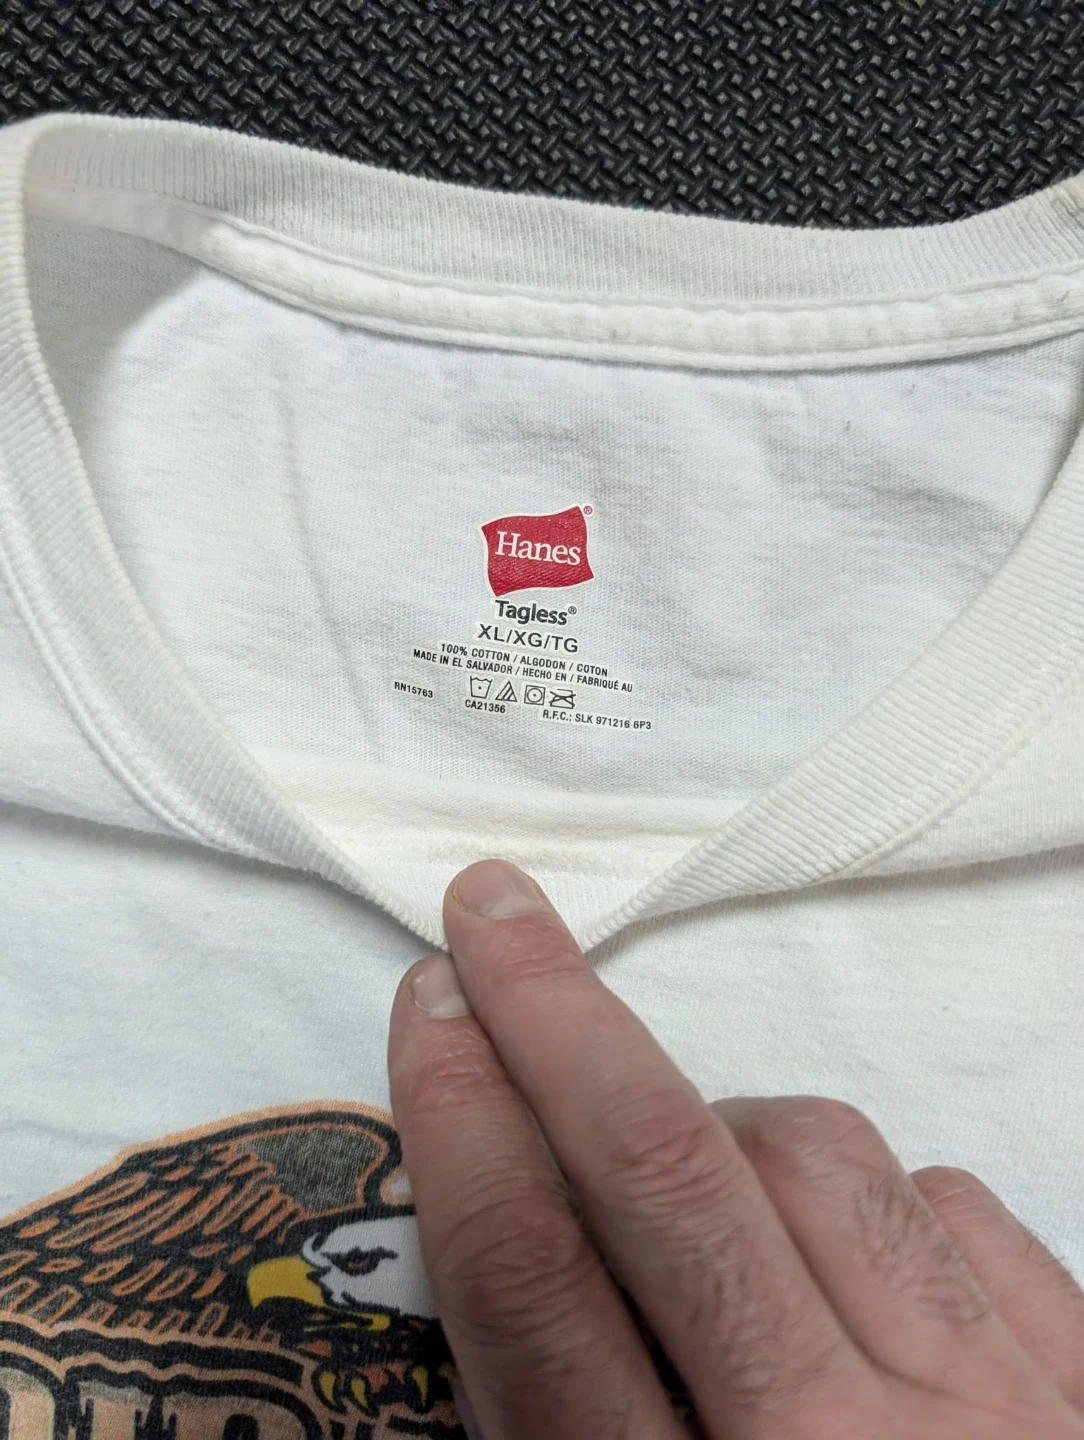 Hanes®
Tagless®
XL/XG/TG
100% COTTON / ALGODON / COTON
MADE IN EL SALVADOR / HECHO EN / FABRIQUÉ AU
RN15763
CA21356
R.F.C.: SLK 971216 6P3